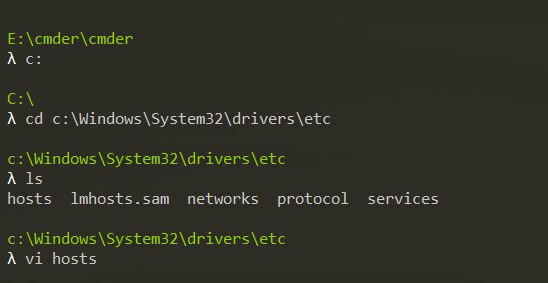 E:\cmder\cmder
λ c:
C:\
λ cd c:\Windows\System32\drivers\etc
c:\Windows\System32\drivers\etc
λ ls
hosts  lmhosts.sam  networks  protocol  services
c:\Windows\System32\drivers\etc
λ vi hosts